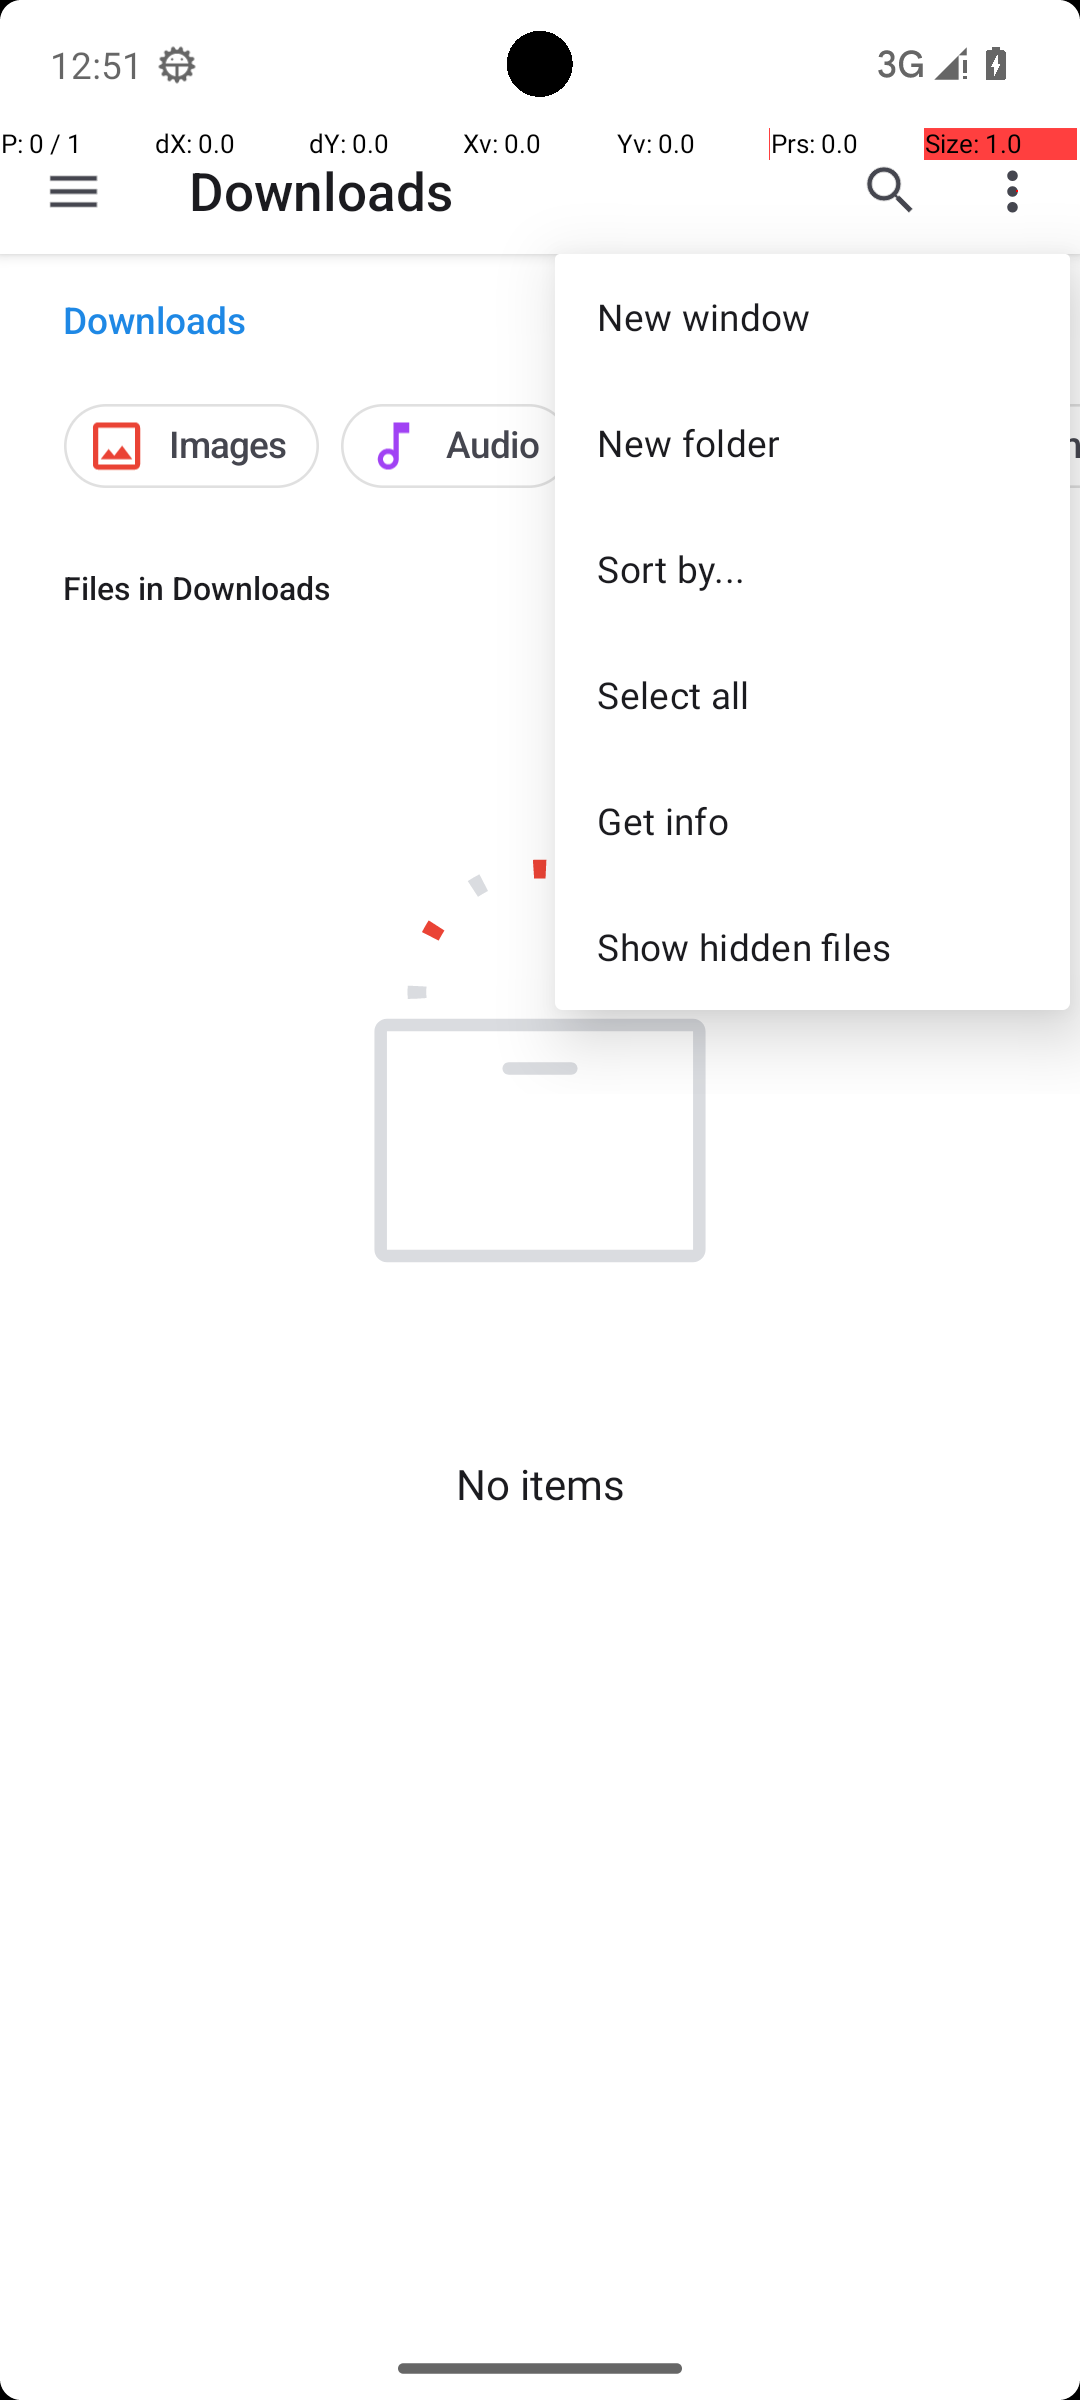 12:51
3G
P: 0 / 1 dX: 0.0 dY: 0.0 Xv: 0.0 Yv: 0.0 Prs: 0.0 Size: 1.0
Downloads
Downloads
New window
New folder
Images
Audio
Sort by...
Files in Downloads
Select all
Get info
Show hidden files
No items